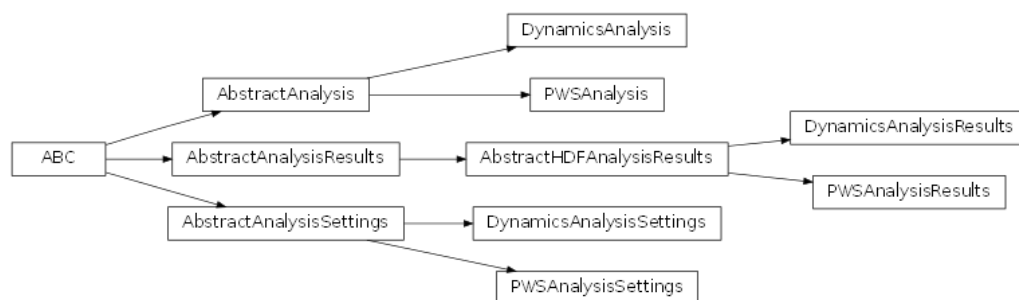 DynamicsAnalysis
AbstractAnalysis
PWSAnalysis
DynamicsAnalysisResults
ABC
AbstractAnalysisResults
AbstractHDFAnalysisResults
PWSAnalysisResults
AbstractAnalysisSettings
DynamicsAnalysisSettings
PWSAnalysisSettings